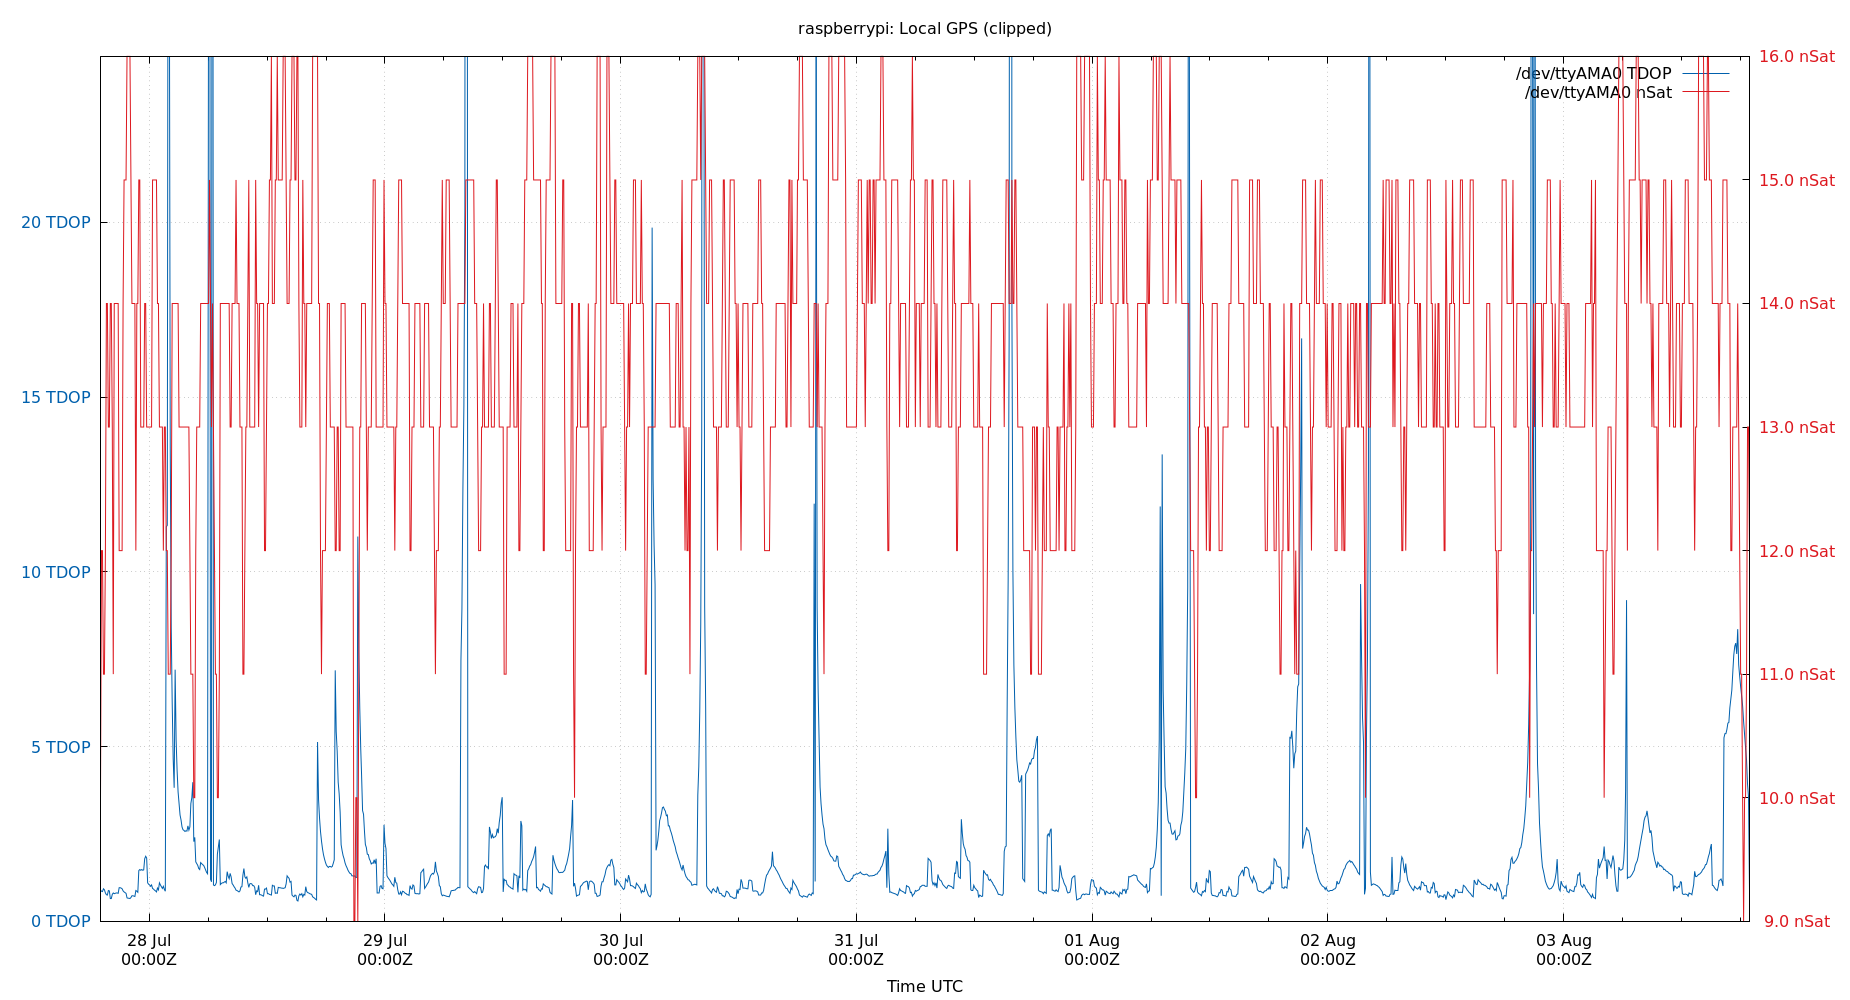 raspberrypi: Local GPS (clipped)
/dev/ttyAMA0 TDOP
/dev/ttyAMA0 nSat
20 TDOP
15 TDOP
10 TDOP
5 TDOP
0 TDOP
16.0 nSat
15.0 nSat
14.0 nSat
13.0 nSat
12.0 nSat
11.0 nSat
10.0 nSat
9.0 nSat
28 Jul
00:00Z
29 Jul
00:00Z
30 Jul
00:00Z
31 Jul
00:00Z
01 Aug
00:00Z
02 Aug
00:00Z
03 Aug
00:00Z
Time UTC